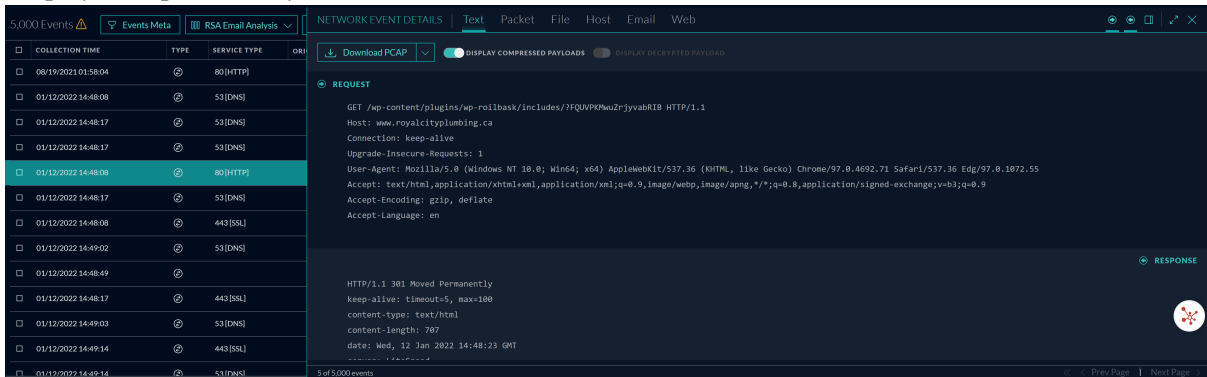 5,000 Events Events Meta RSA Email Analysis
COLLECTION TIME TYPE SERVICE TYPE ORI
08/19/2021 01:58:04 80 [HTTP]
01/12/2022 14:48:08 53 [DNS]
01/12/2022 14:48:17 53 [DNS]
01/12/2022 14:48:17 53 [DNS]
01/12/2022 14:48:08 80 [HTTP]
01/12/2022 14:48:17 53 [DNS]
01/12/2022 14:48:08 443 [SSL]
01/12/2022 14:49:02 53 [DNS]
01/12/2022 14:48:49
01/12/2022 14:48:17 443 [SSL]
01/12/2022 14:49:03 53 [DNS]
01/12/2022 14:49:14 443 [SSL]
01/12/2022 14:49:14 53 [DNS]
NETWORK EVENT DETAILS Text Packet File Host Email Web
Download PCAP DISPLAY COMPRESSED PAYLOADS DISPLAY DECRYPTED PAYLOAD
REQUEST
GET /wp-content/plugins/wp-roilbask/includes/?FQUVPKMwuZrjyvabRIB HTTP/1.1
Host: www.royalcityplumbing.ca
Connection: keep-alive
Upgrade-Insecure-Requests: 1
User-Agent: Mozilla/5.0 (Windows NT 10.0; Win64; x64) AppleWebKit/537.36 (KHTML, like Gecko) Chrome/97.0.4692.71 Safari/537.36 Edg/97.0.1072.55
Accept: text/html,application/xhtml+xml,application/xml;q=0.9,image/webp,image/apng,*/*;q=0.8,application/signed-exchange;v=b3;q=0.9
Accept-Encoding: gzip, deflate
Accept-Language: en
RESPONSE
HTTP/1.1 301 Moved Permanently
keep-alive: timeout=5, max=100
content-type: text/html
content-length: 707
date: Wed, 12 Jan 2022 14:48:23 GMT
5 of 5,000 events Prev Page | Next Page